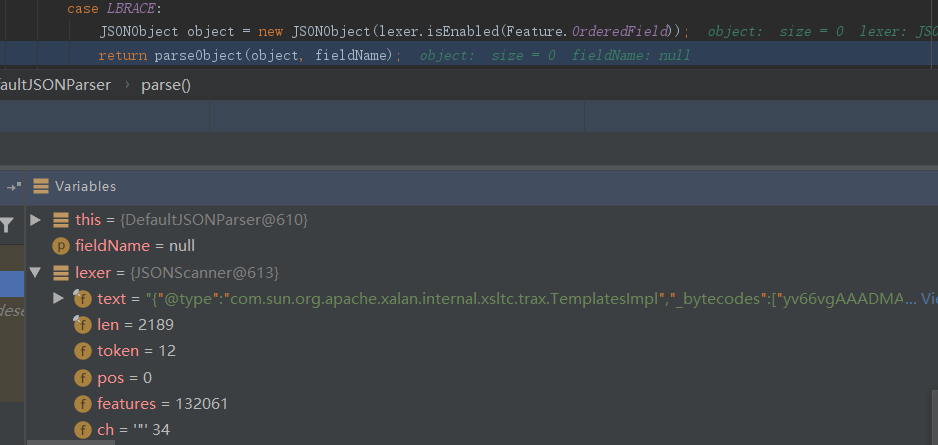 case LBRACE:
JSONObject object = new JSONObject(lexer.isEnabled(Feature.OrderedField)); object: size = 0 lexer: JSO
return parseObject(object, fieldName); object: size = 0 fieldName: null
aultJSONParser › parse()
Variables
this = {DefaultJSONParser@610}
p fieldName = null
lexer = {JSONScanner@613}
f text = "{"@type":"com.sun.org.apache.xalan.internal.xsltc.trax.TemplatesImpl","_bytecodes":["yv66vgAAADMA... Vie
f len = 2189
dese
f token = 12
f pos = 0
f features = 132061
f ch = '"' 34